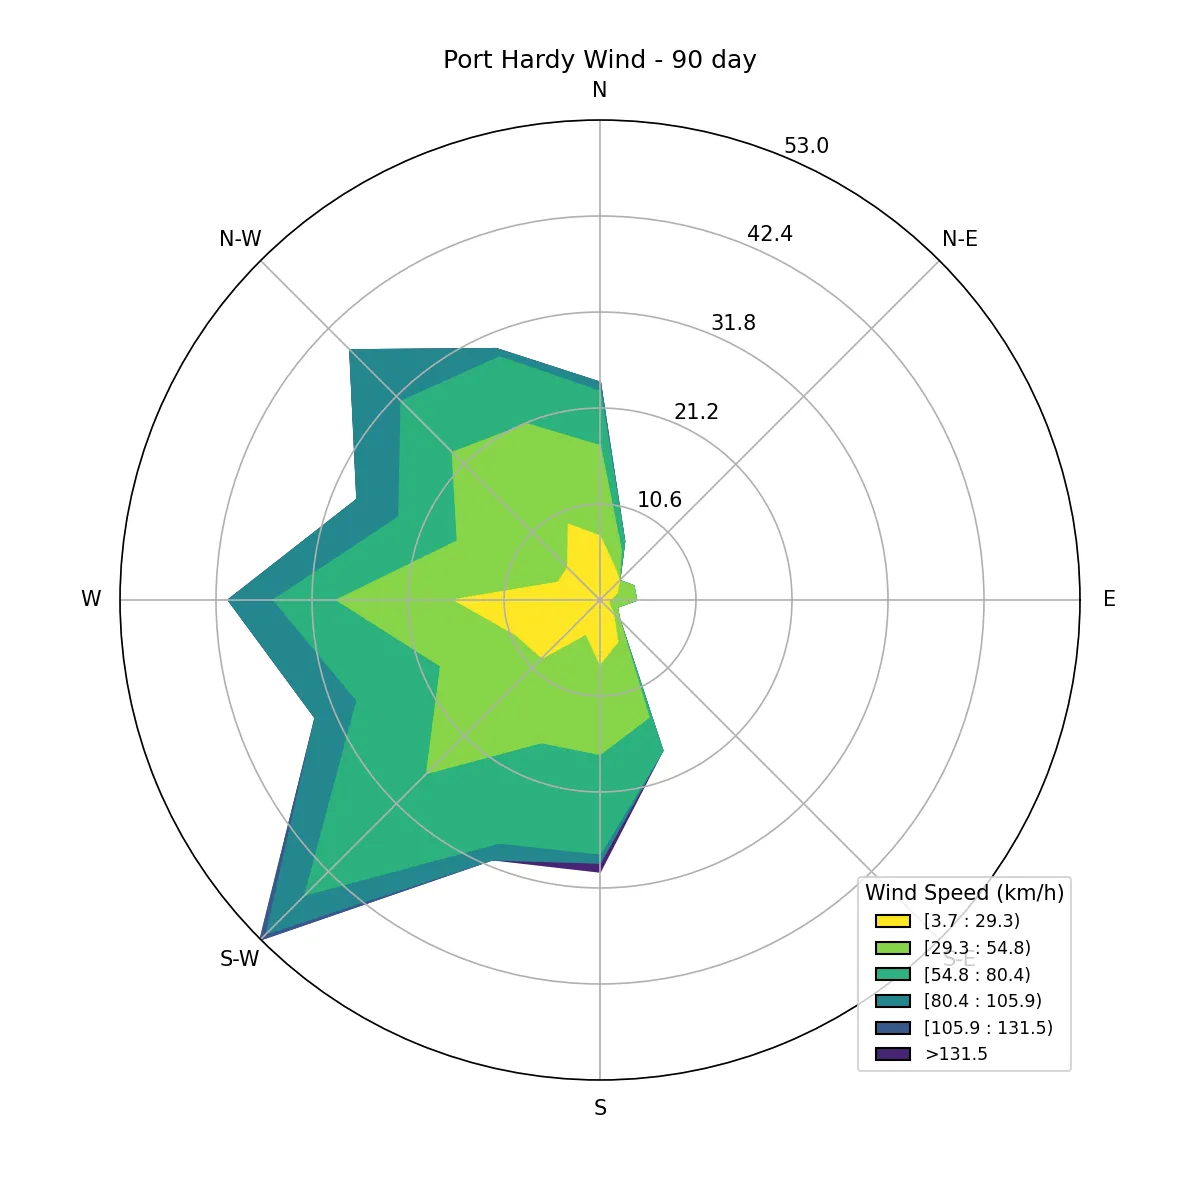 Port Hardy Wind - 90 day
N
53.0
N-W
N-E
42.4
31.8
21.2
10.6
W
E
S-W
S-E
S
Wind Speed (km/h)
[3.7 : 29.3)
[29.3 : 54.8)
[54.8 : 80.4)
[80.4 : 105.9)
[105.9 : 131.5)
>131.5